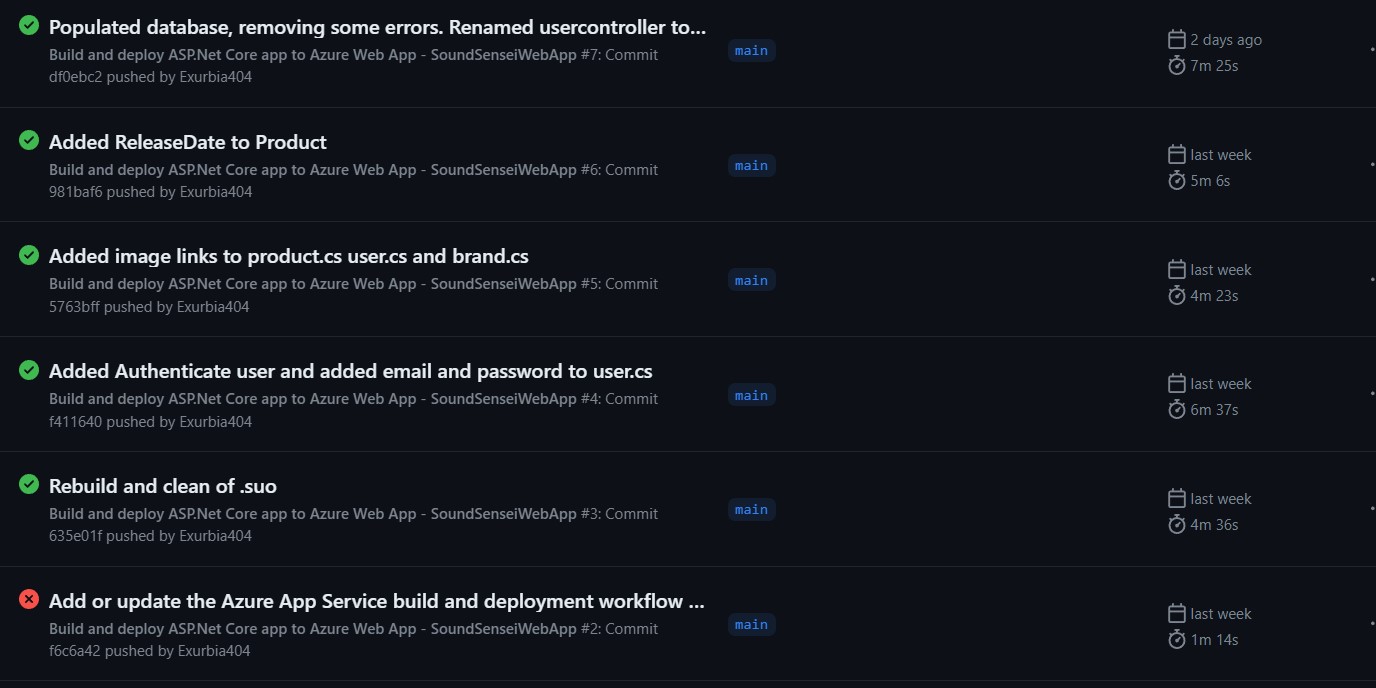 Populated database, removing some errors. Renamed usercontroller to...
Build and deploy ASP.Net Core app to Azure Web App - SoundSenseiWebApp #7: Commit
df0ebc2 pushed by Exurbia404
main
2 days ago
7m 25s
Added ReleaseDate to Product
Build and deploy ASP.Net Core app to Azure Web App - SoundSenseiWebApp #6: Commit
981baf6 pushed by Exurbia404
main
last week
5m 6s
Added image links to product.cs user.cs and brand.cs
Build and deploy ASP.Net Core app to Azure Web App - SoundSenseiWebApp #5: Commit
5763bff pushed by Exurbia404
main
last week
4m 23s
Added Authenticate user and added email and password to user.cs
Build and deploy ASP.Net Core app to Azure Web App - SoundSenseiWebApp #4: Commit
f411640 pushed by Exurbia404
main
last week
6m 37s
Rebuild and clean of .suo
Build and deploy ASP.Net Core app to Azure Web App - SoundSenseiWebApp #3: Commit
635e01f pushed by Exurbia404
main
last week
4m 36s
Add or update the Azure App Service build and deployment workflow ...
Build and deploy ASP.Net Core app to Azure Web App - SoundSenseiWebApp #2: Commit
f6c6a42 pushed by Exurbia404
main
last week
1m 14s